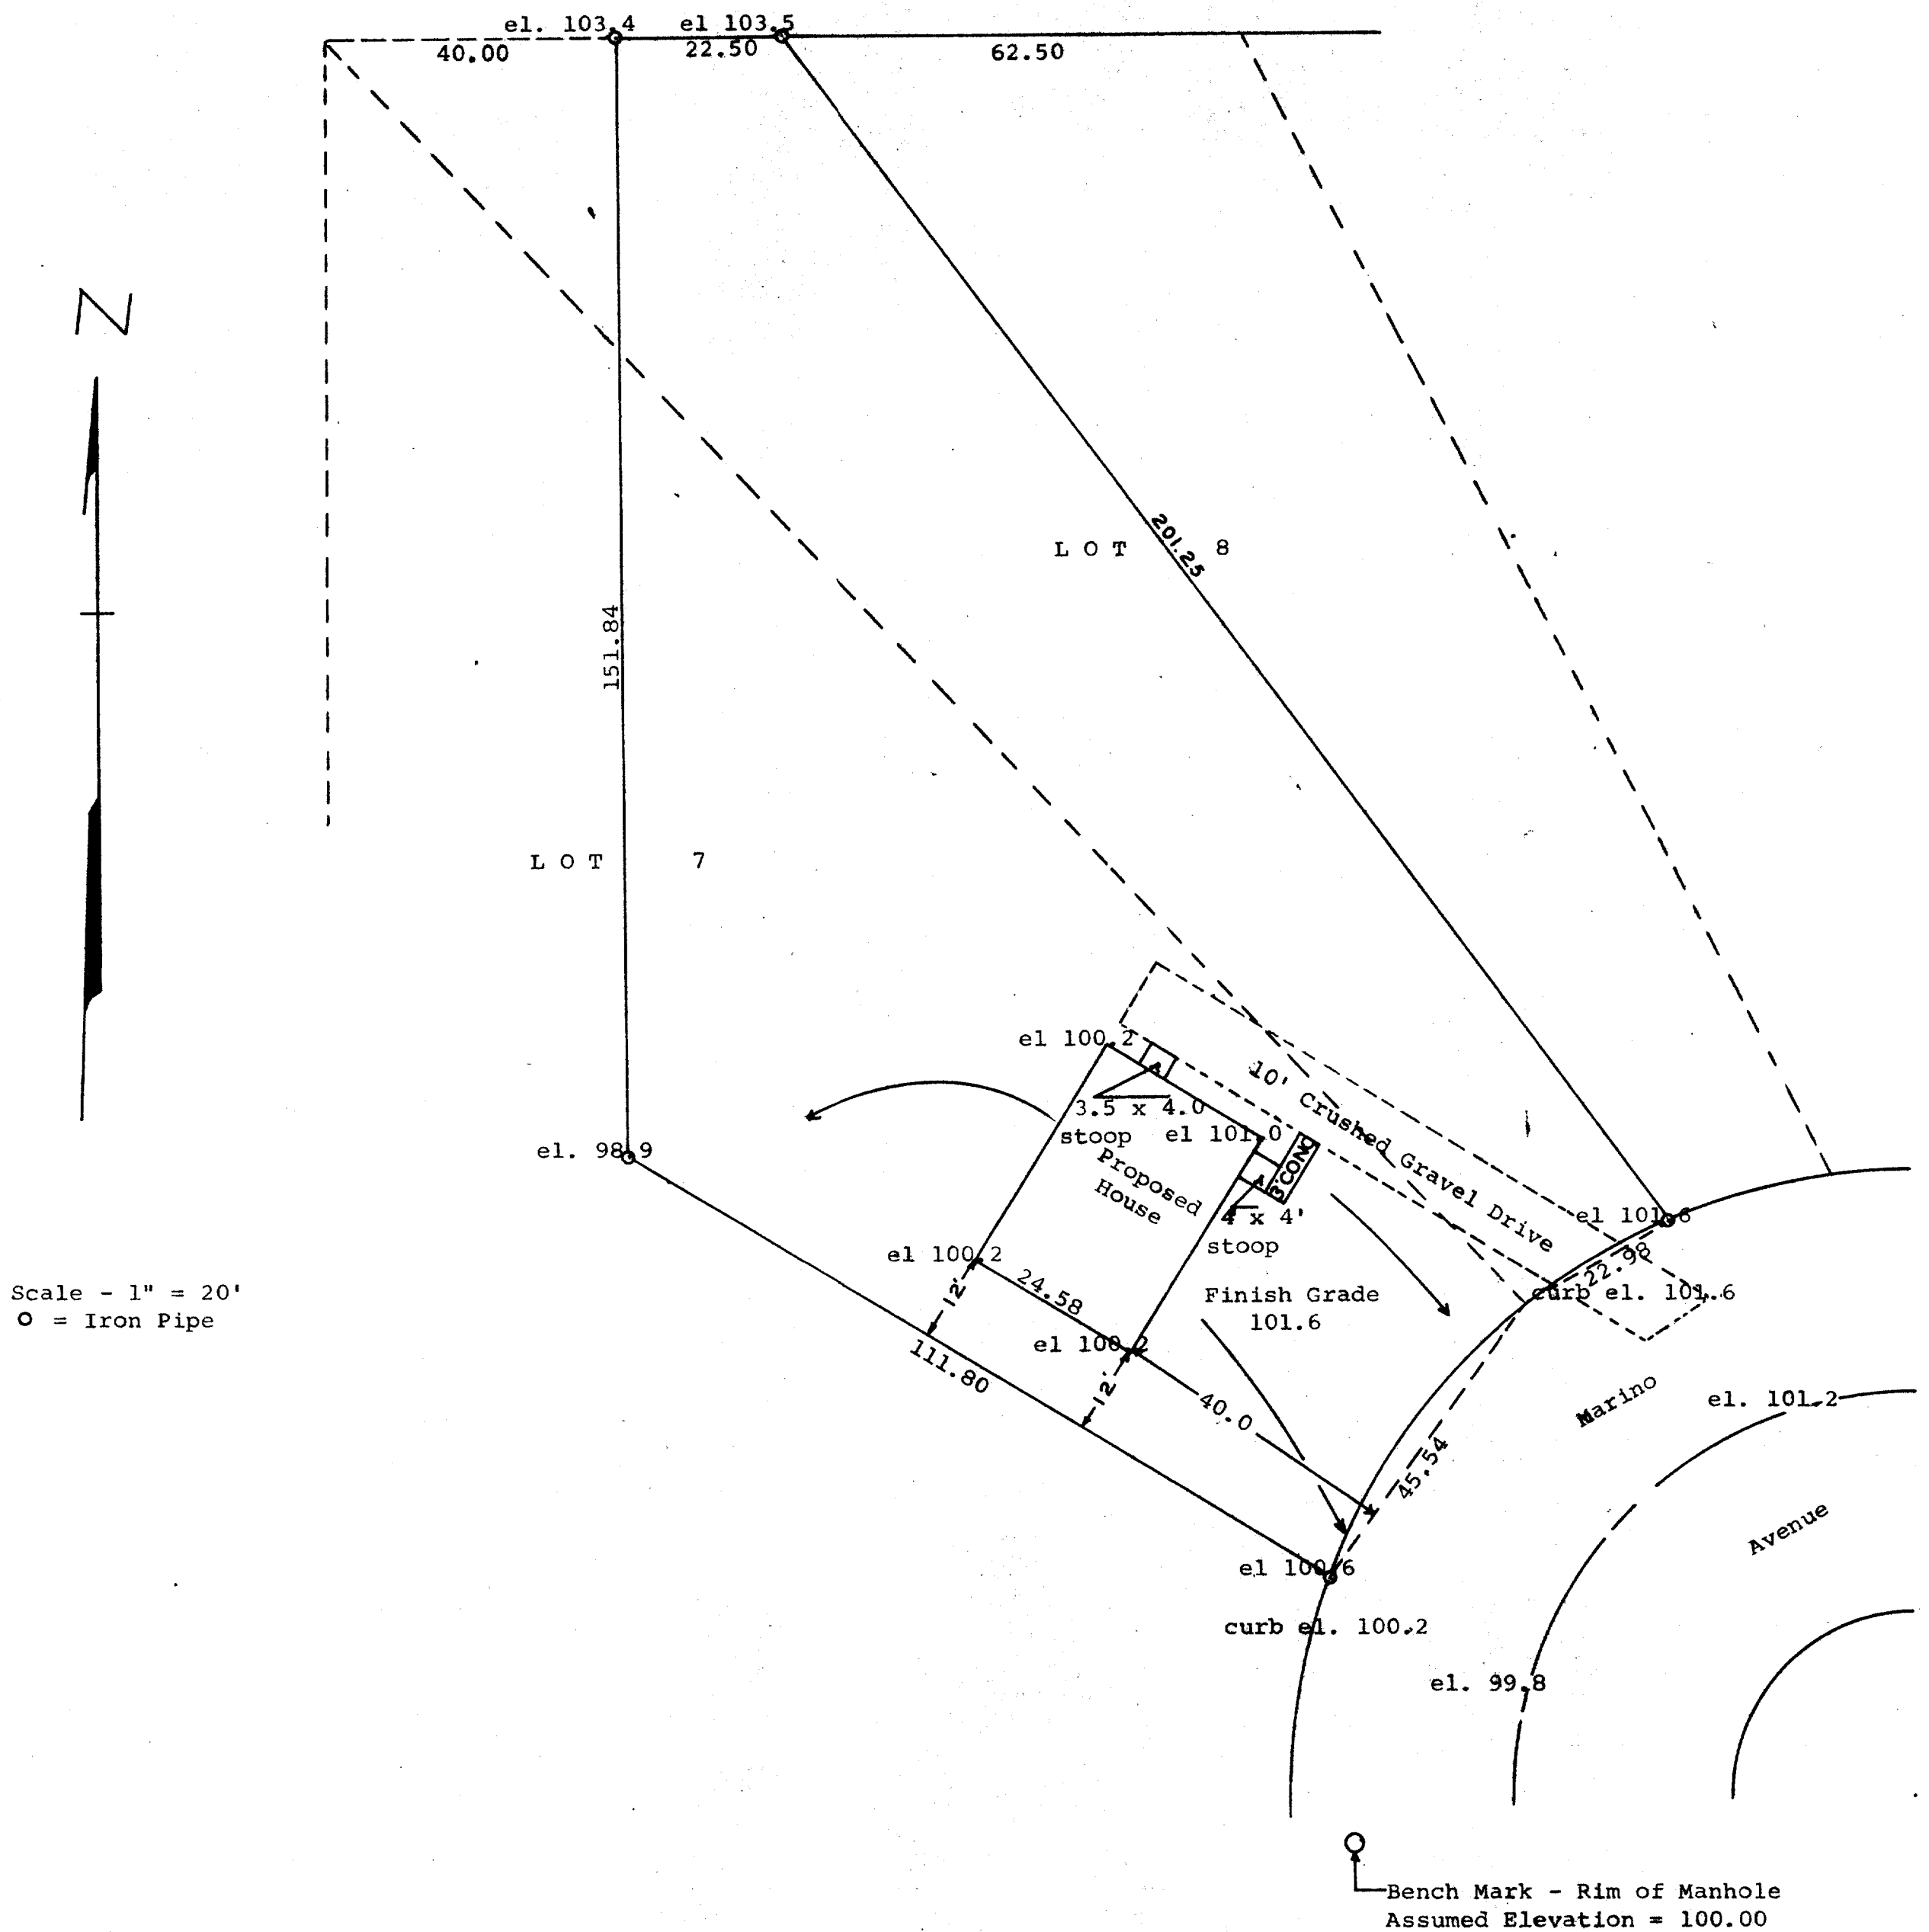 el. 103.4
el 103.5
40.00
22.50
62.50
N
201.25
LOT 8
151.84
LOT 7
el 100.2
10' Crushed Gravel Drive
3.5 x 4.0
stoop
el 101.0
el. 98.9
Proposed
House
3' CONC
4 x 4'
stoop
el 101.6
22.98
curb el. 101.6
el 100.2
24.58
12'
Finish Grade
101.6
Scale - 1" = 20'
O = Iron Pipe
el 100.2
111.80
12'
40.0
Marino
el. 101.2
45.54
Avenue
el 100.6
curb el. 100.2
el. 99.8
Bench Mark - Rim of Manhole
Assumed Elevation = 100.00